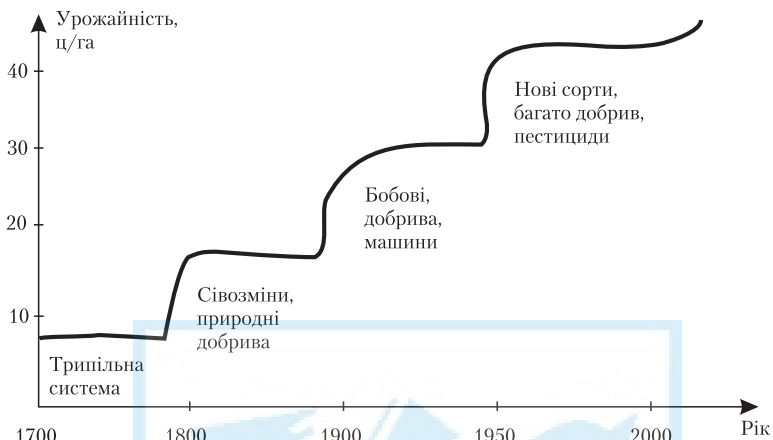 Урожайність,
ц/га
40
30
20
10
Нові сорти,
багато добрив,
пестициди
Бобові,
добрива,
машини
Сівозміни,
природні
добрива
Трипільна
система
1700
1800
1900
1950
2000
Рік